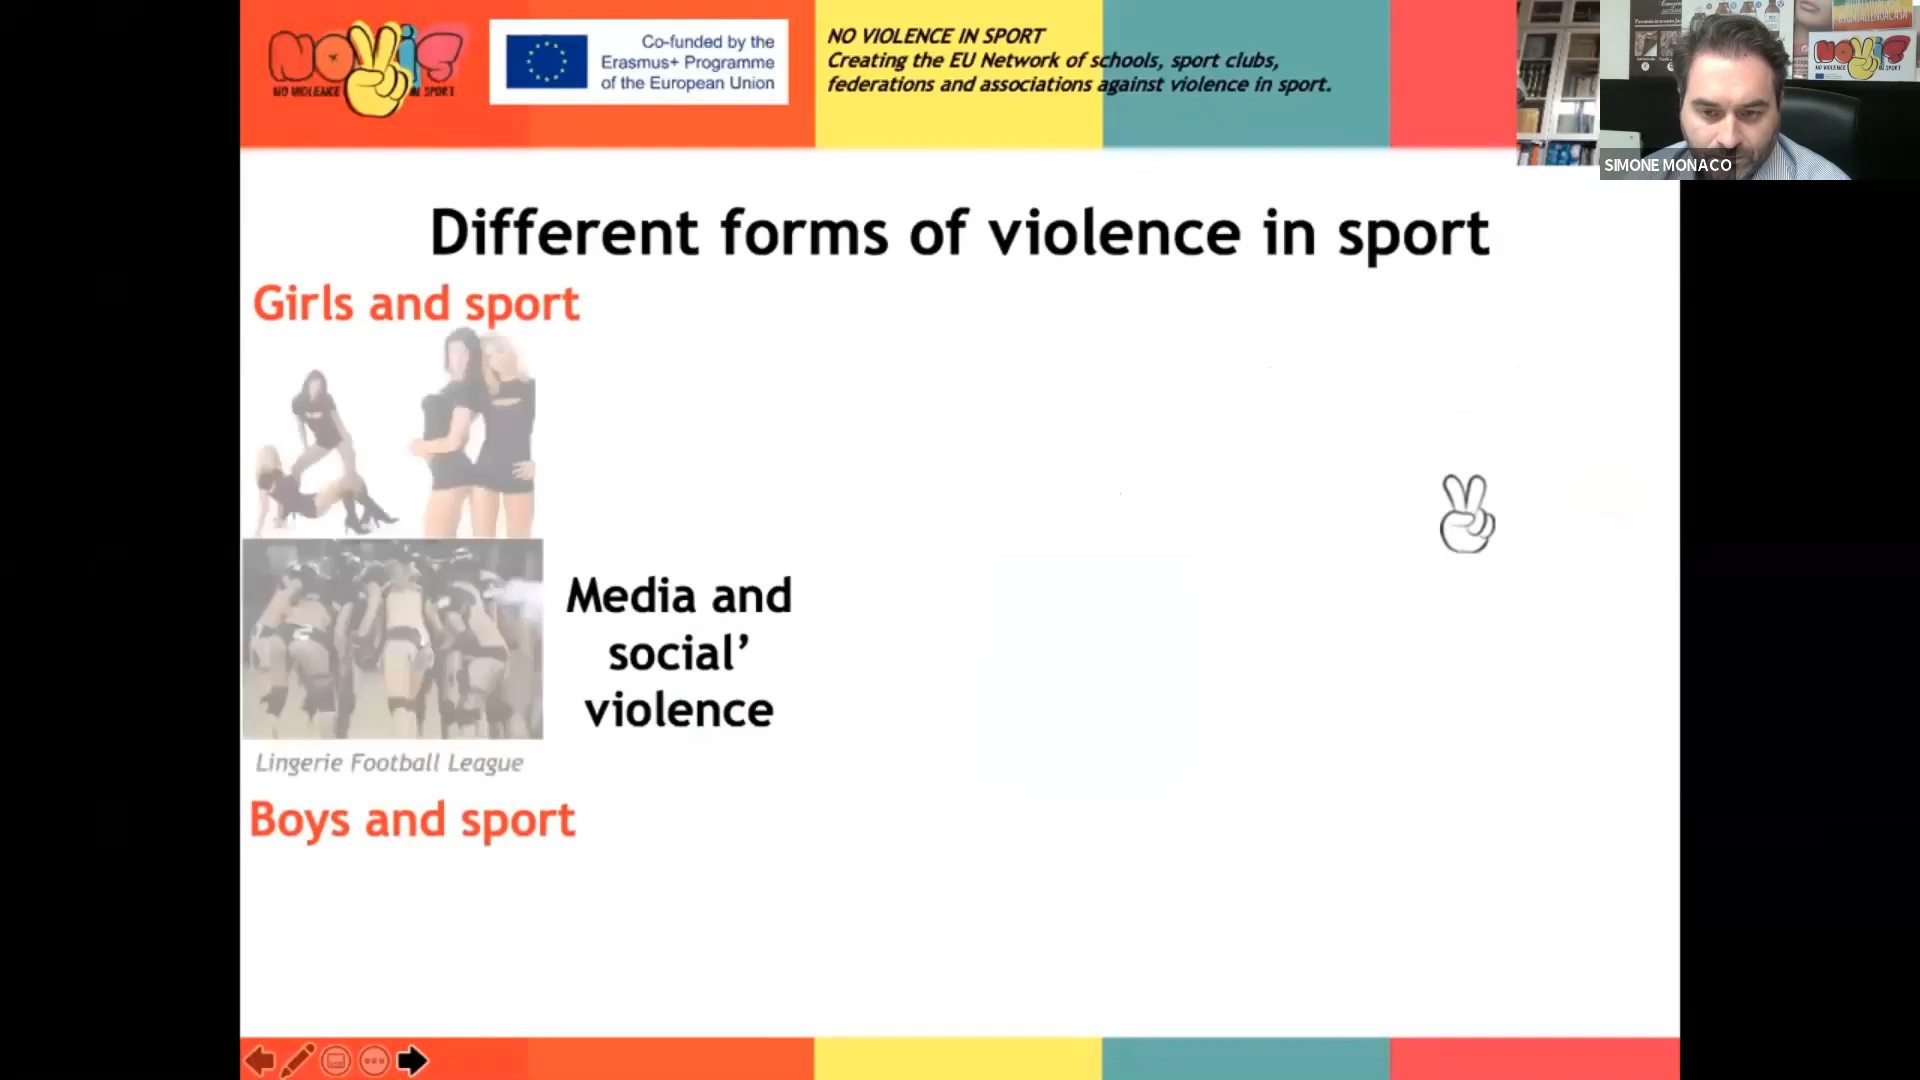 NOVIS
NO VIOLENCE IN SPORT
Co-funded by the
Erasmus+ Programme
of the European Union
NO VIOLENCE IN SPORT
Creating the EU Network of schools, sport clubs,
federations and associations against violence in sport.
NOVIS
SIMONE MONACO
Different forms of violence in sport
Girls and sport
Media and
social’
violence
Lingerie Football League
Boys and sport